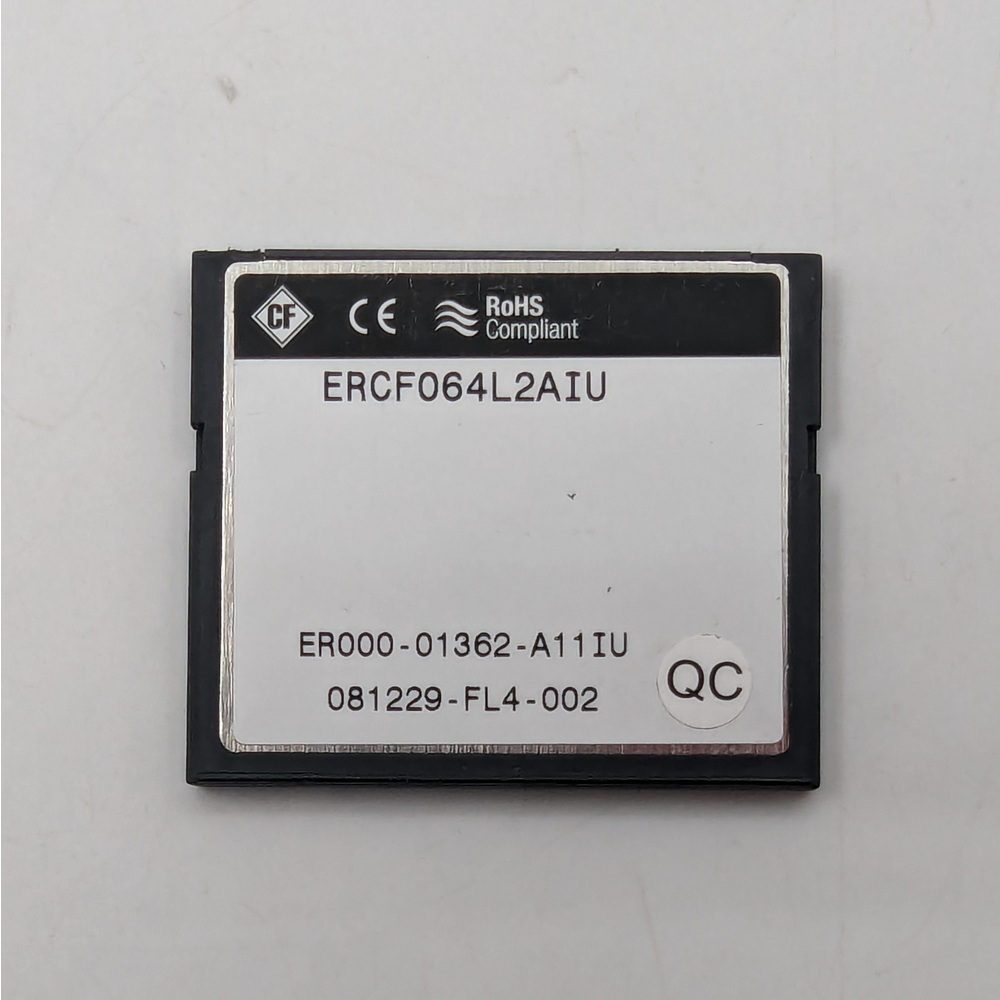 CF CE RoHS
Compliant
ERCF064L2AIU
ER000-01362-A11IU
081229-FL4-002
QC